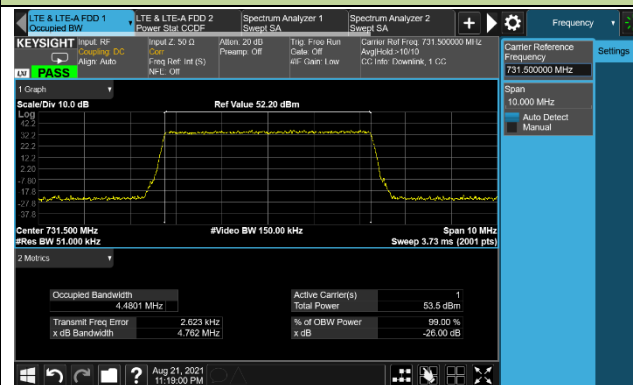 LTE & LTE-A FDD 1
Occupied BW
LTE & LTE-A FDD 2
Power Stat CCDF
Spectrum Analyzer 1
Swept SA
Spectrum Analyzer 2
Swept SA
Frequency
KEYSIGHT
Input: RF
Coupling: DC
Align: Auto
Input Z: 50 Ω
Corr
Freq Ref: Int (S)
NFE: Off
Atten: 20 dB
Preamp: Off
Trig: Free Run
Gate: Off
#IF Gain: Low
Carrier Ref Freq: 731.500000 MHz
Avg|Hold:>10/10
CC Info: Downlink, 1 CC
LXI
PASS
Carrier Reference
Frequency
731.500000 MHz
Settings
Span
10.000 MHz
Auto Detect
Manual
1 Graph
Scale/Div 10.0 dB
Ref Value 52.20 dBm
Log
42.2
32.2
22.2
12.2
2.20
-7.80
-17.8
-27.8
-37.8
Center 731.500 MHz
#Video BW 150.00 kHz
Span 10 MHz
#Res BW 51.000 kHz
Sweep 3.73 ms (2001 pts)
2 Metrics
Occupied Bandwidth
4.4801 MHz
Active Carrier(s) 1
Total Power 53.5 dBm
Transmit Freq Error 2.623 kHz
% of OBW Power 99.00 %
x dB Bandwidth 4.762 MHz
x dB -26.00 dB
?
Aug 21, 2021
11:19:00 PM